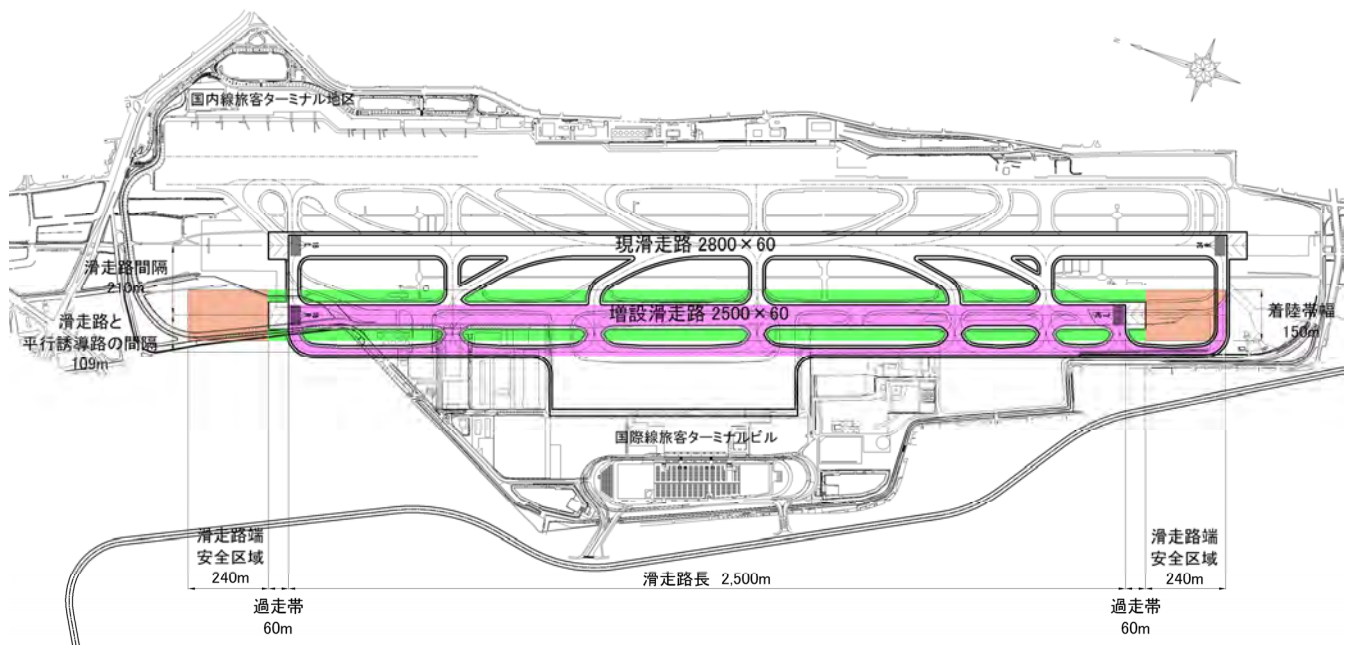 国内線旅客ターミナル地区
現滑走路 2800×60
滑走路間隔
210m
増設滑走路 2500×60
滑走路と
平行誘導路の間隔
109m
着陸帯幅
150m
国際線旅客ターミナルビル
滑走路端
安全区域
240m
滑走路長 2,500m
滑走路端
安全区域
240m
過走帯
60m
過走帯
60m